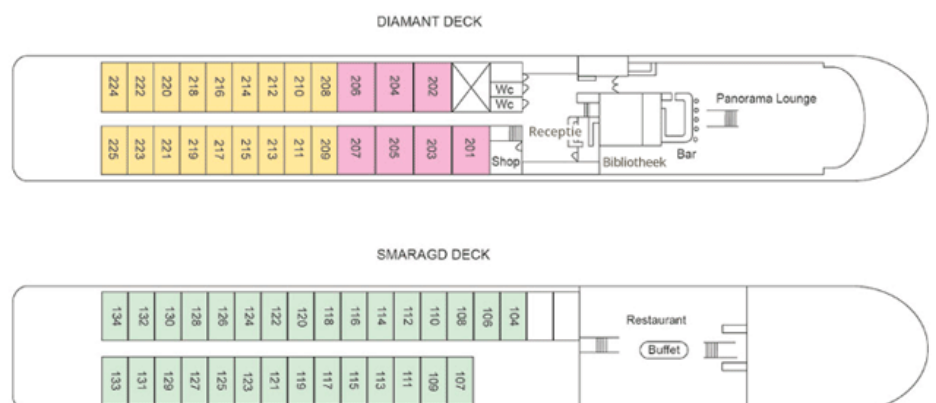 DIAMANT DECK
224 222 220 218 216 214 212 210 208 206 204 202
Wc
Wc
Panorama Lounge
Receptie
225 223 221 219 217 215 213 211 209 207 205 203 201
Shop
Bibliotheek
Bar
SMARAGD DECK
134 132 130 128 126 124 122 120 118 116 114 112 110 108 106 104
Restaurant
Buffet
133 131 129 127 125 123 121 119 117 115 113 111 109 107